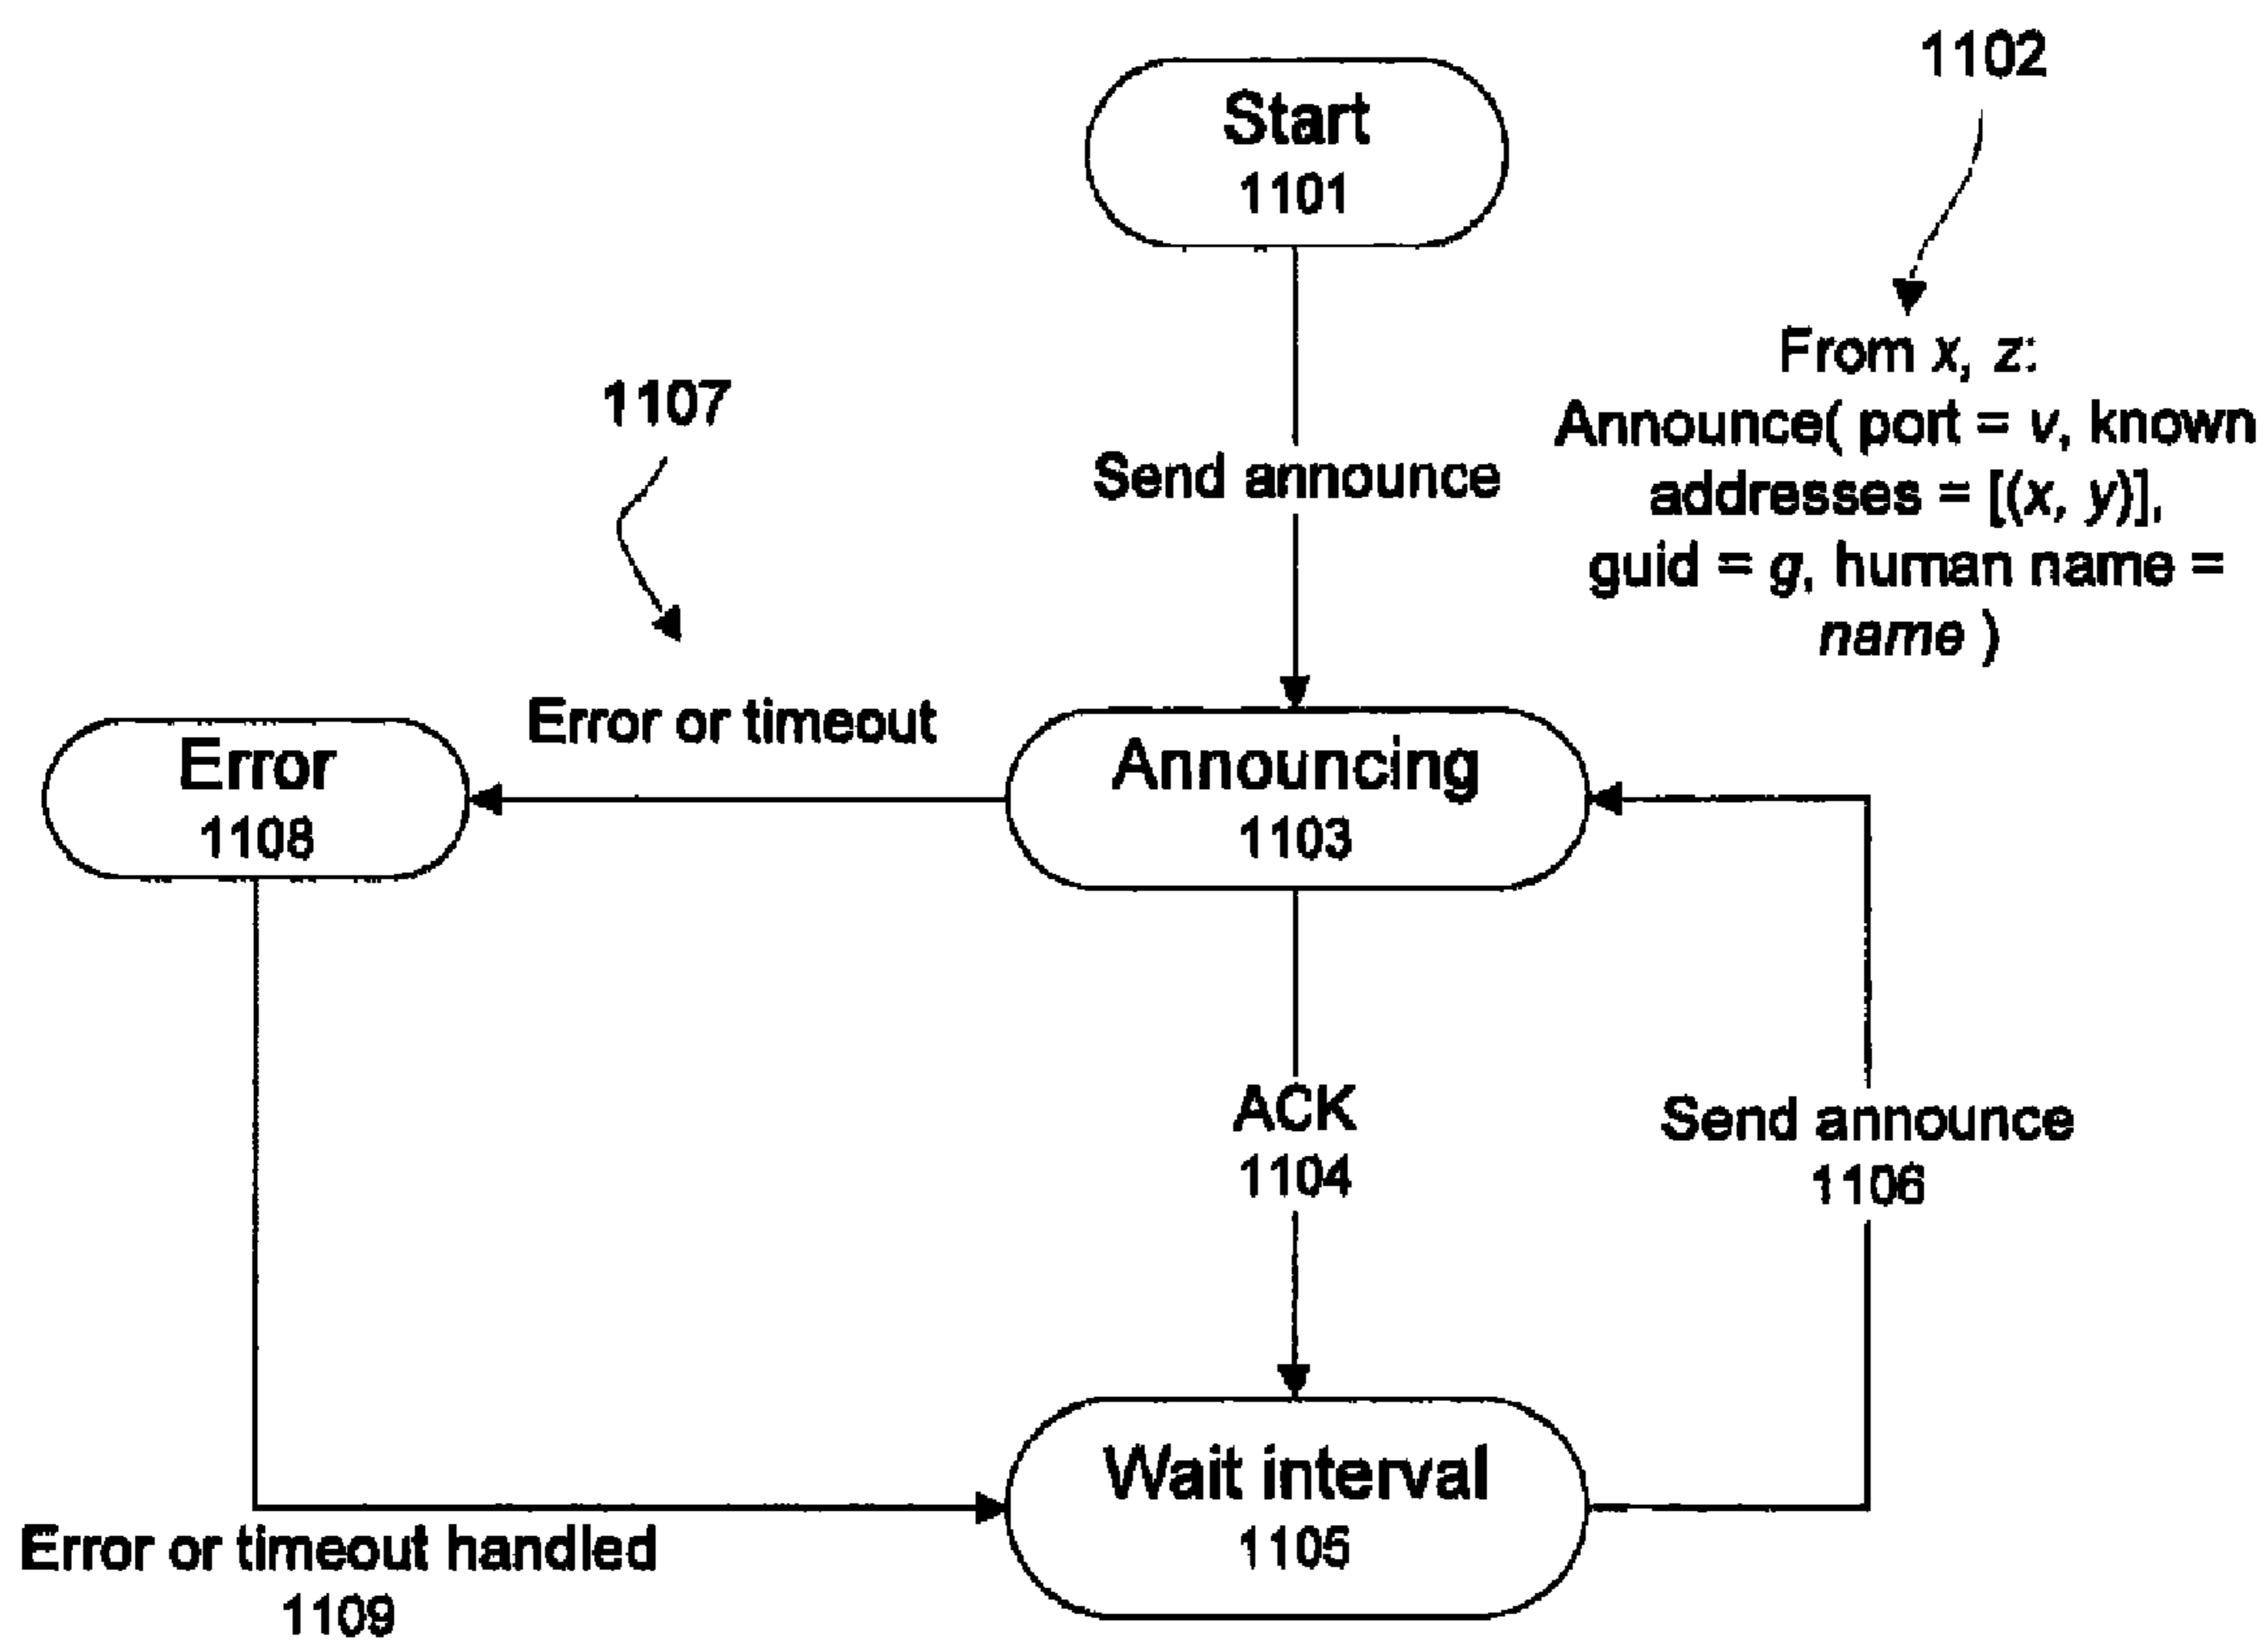 1102
Start
1101
From x, z:
Announce( port = v, known
addresses = [(x, y)],
guid = g, human name =
name )
1107
Send announce
Error or timeout
Error
1108
Announcing
1103
ACK
1104
Send announce
1106
Wait interval
1105
Error or timeout handled
1109